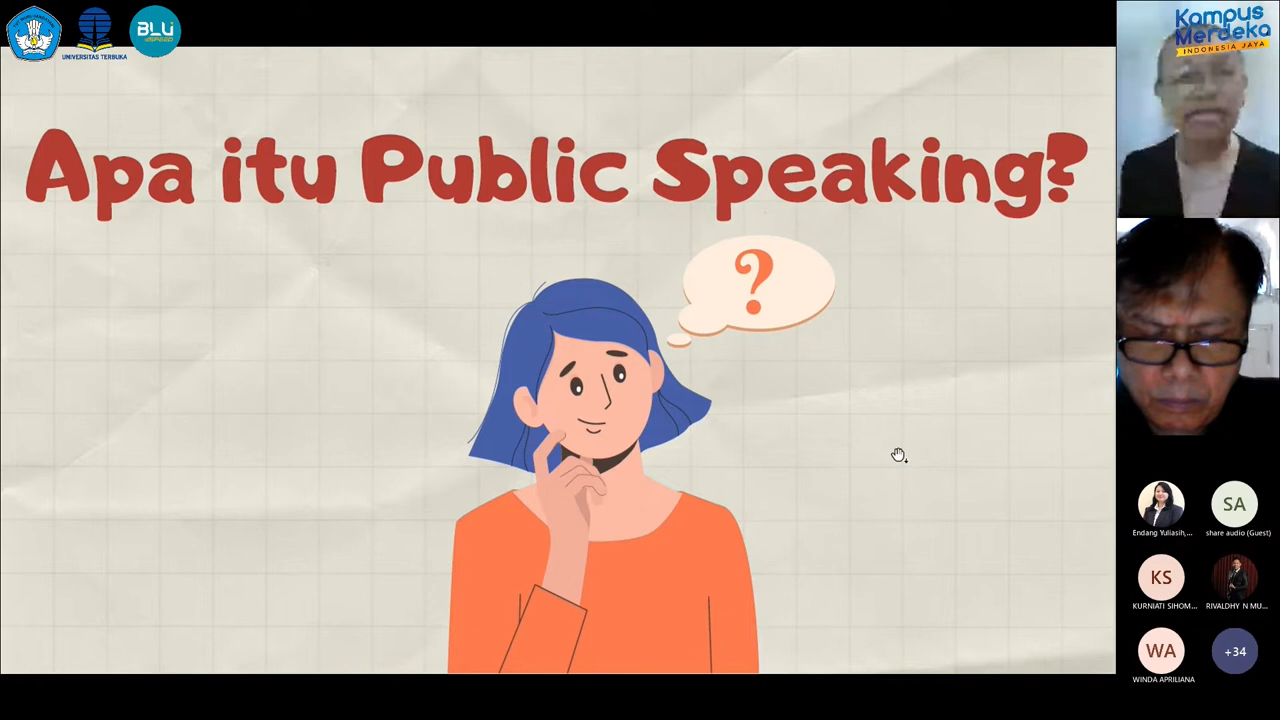 UNIVERSITAS TERBUKA
BLU
SPEED
Kampus
Merdeka
INDONESIA JAYA
Apa itu Public Speaking?
?
Endang Yuliasih,...
SA
share audio (Guest)
KS
KURNIATI SIHOM...
RIVALDHY N MU...
WA
WINDA APRILIANA
+34